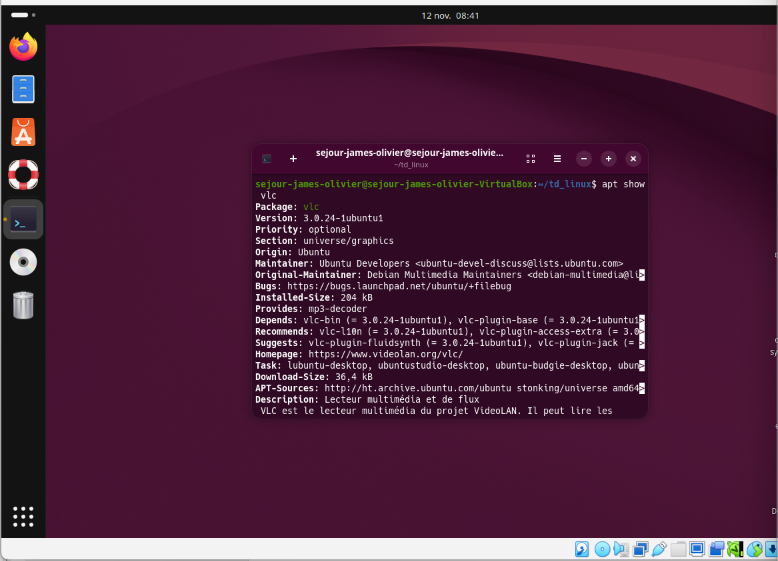 12 nov. 08:41
sejour-james-olivier@sejour-james-olivie...
~/td_linux
sejour-james-olivier@sejour-james-olivier-VirtualBox:~/td_linux$ apt show
vlc
Package: vlc
Version: 3.0.24-1ubuntu1
Priority: optional
Section: universe/graphics
Origin: Ubuntu
Maintainer: Ubuntu Developers <ubuntu-devel-discuss@lists.ubuntu.com>
Original-Maintainer: Debian Multimedia Maintainers <debian-multimedia@li>
Bugs: https://bugs.launchpad.net/ubuntu/+filebug
Installed-Size: 204 kB
Provides: mp3-decoder
Depends: vlc-bin (= 3.0.24-1ubuntu1), vlc-plugin-base (= 3.0.24-1ubuntu1>
Recommends: vlc-l10n (= 3.0.24-1ubuntu1), vlc-plugin-access-extra (= 3.0>
Suggests: vlc-plugin-fluidsynth (= 3.0.24-1ubuntu1), vlc-plugin-jack (= >
Homepage: https://www.videolan.org/vlc/
Task: lubuntu-desktop, ubuntustudio-desktop, ubuntu-budgie-desktop, ubun>
Download-Size: 36,4 kB
APT-Sources: http://ht.archive.ubuntu.com/ubuntu stonking/universe amd64>
Description: Lecteur multimédia et de flux
VLC est le lecteur multimédia du projet VideoLAN. Il peut lire les